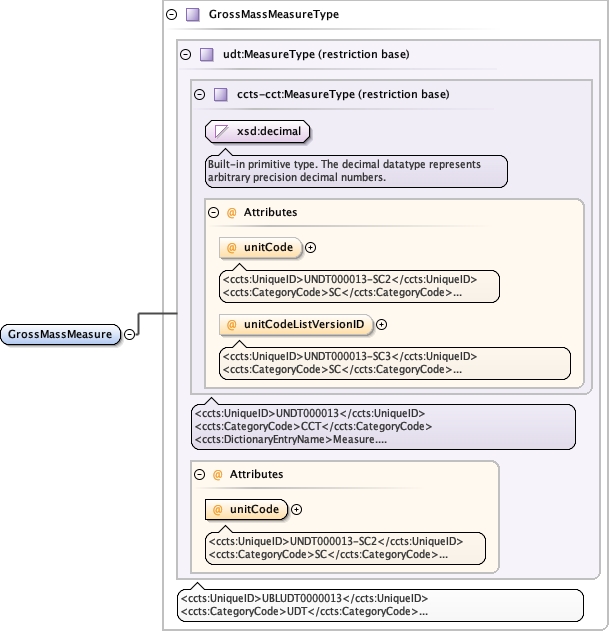 GrossMassMeasureType
udt:MeasureType (restriction base)
ccts-cct:MeasureType (restriction base)
xsd:decimal
Built-in primitive type. The decimal datatype represents
arbitrary precision decimal numbers.
@ Attributes
@ unitCode
<ccts:UniqueID>UNDT000013-SC2</ccts:UniqueID>
<ccts:CategoryCode>SC</ccts:CategoryCode>...
@ unitCodeListVersionID
<ccts:UniqueID>UNDT000013-SC3</ccts:UniqueID>
<ccts:CategoryCode>SC</ccts:CategoryCode>...
GrossMassMeasure
<ccts:UniqueID>UNDT000013</ccts:UniqueID>
<ccts:CategoryCode>CCT</ccts:CategoryCode>
<ccts:DictionaryEntryName>Measure....
@ Attributes
@ unitCode
<ccts:UniqueID>UNDT000013-SC2</ccts:UniqueID>
<ccts:CategoryCode>SC</ccts:CategoryCode>...
<ccts:UniqueID>UBLUDT0000013</ccts:UniqueID>
<ccts:CategoryCode>UDT</ccts:CategoryCode>...